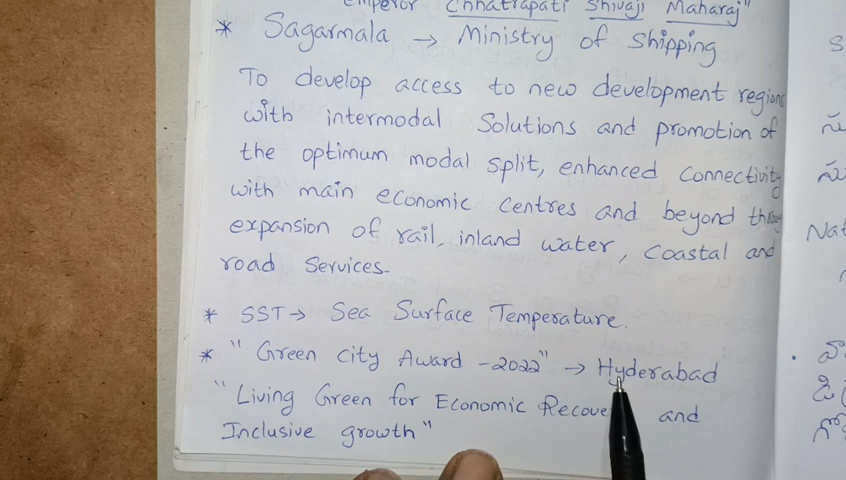 emperor Chhatrapati Shivaji Maharaj"
* Sagarmala → Ministry of Shipping
To develop access to new development regions
with intermodal Solutions and promotion of
the optimum modal split, enhanced Connectivity
with main economic Centres and beyond through
expansion of rail, inland water, Coastal and
road Services.
* SST → Sea Surface Temperature.
* "Green City Award - 2022" → Hyderabad
"Living Green for Economic Recove and
Inclusive growth"
Nat